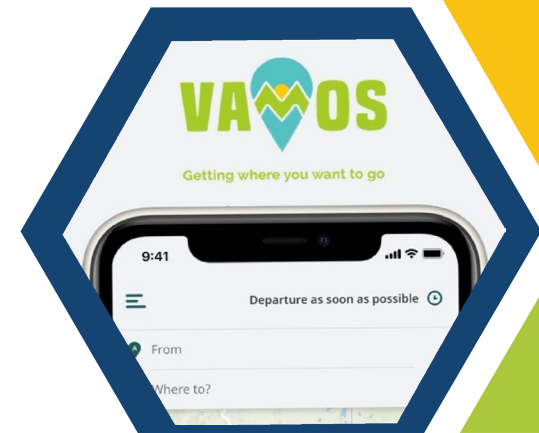 VAMOS
Getting where you want to go
9:41
Departure as soon as possible
From
Where to?